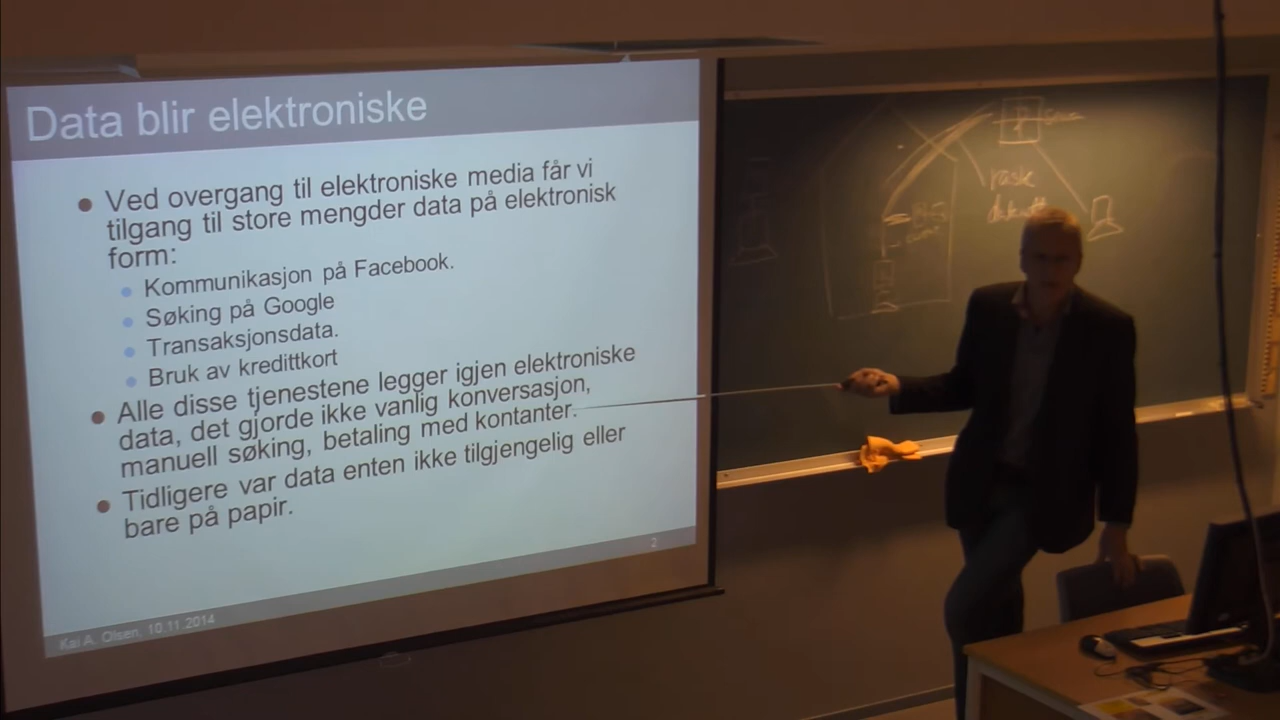 Data blir elektroniske
Ved overgang til elektroniske media får vi
tilgang til store mengder data på elektronisk
form:
Kommunikasjon på Facebook.
Søking på Google
Transaksjonsdata.
Bruk av kredittkort
Alle disse tjenestene legger igjen elektroniske
data, det gjorde ikke vanlig konversasjon,
manuell søking, betaling med kontanter.
Tidligere var data enten ikke tilgjengelig eller
bare på papir.
2
Kai A. Olsen, 10.11.2014
raske